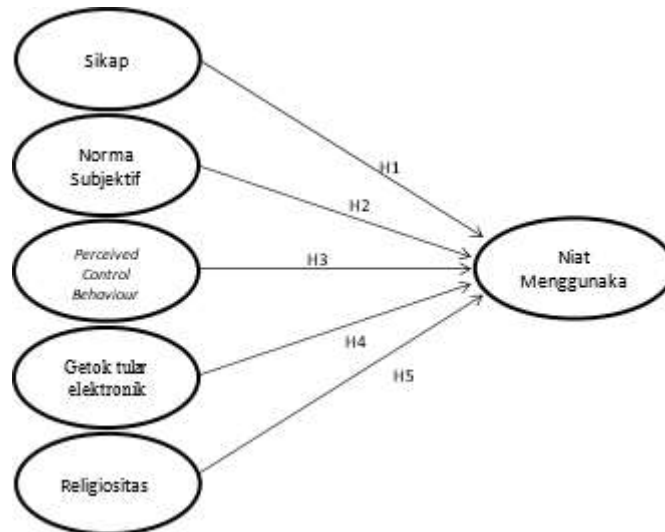 Sikap
H1
Norma
Subjektif
H2
Perceived
Control
Behaviour
H3
Niat
Menggunaka
Getok tular
elektronik
H4
H5
Religiositas